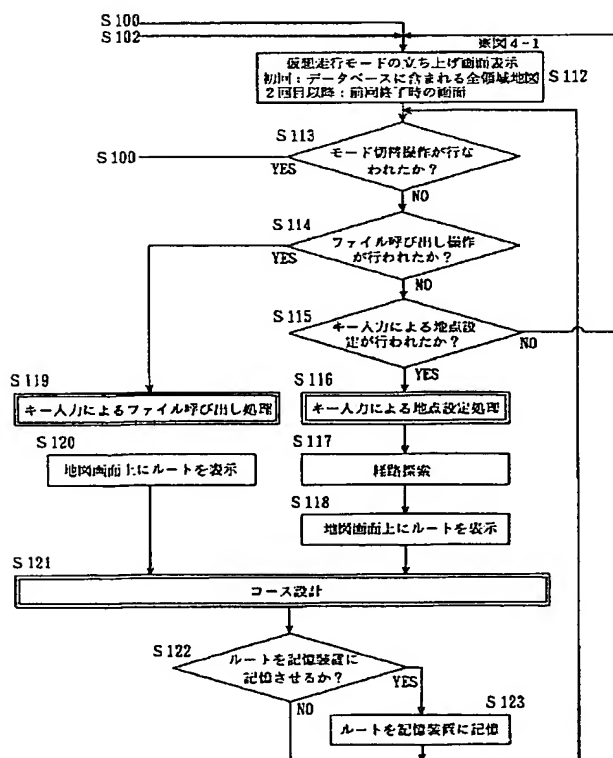 S100
S102
※図4-1
仮想走行モードの立ち上げ画面表示
初回：データベースに含まれる全領域地図
2回目以降：前回終了時の画面
S112
S113
モード切替操作が行な
われたか？
S100
YES
NO
S114
ファイル呼び出し操作
が行われたか？
YES
NO
S115
キー入力による地点設
定が行われたか？
NO
YES
S119
キー入力によるファイル呼び出し処理
S116
キー入力による地点設定処理
S120
地図画面上にルートを表示
S117
経路探索
S118
地図画面上にルートを表示
S121
コース設計
S122
ルートを記憶装置に
記憶させるか？
YES
NO
S123
ルートを記憶装置に記憶